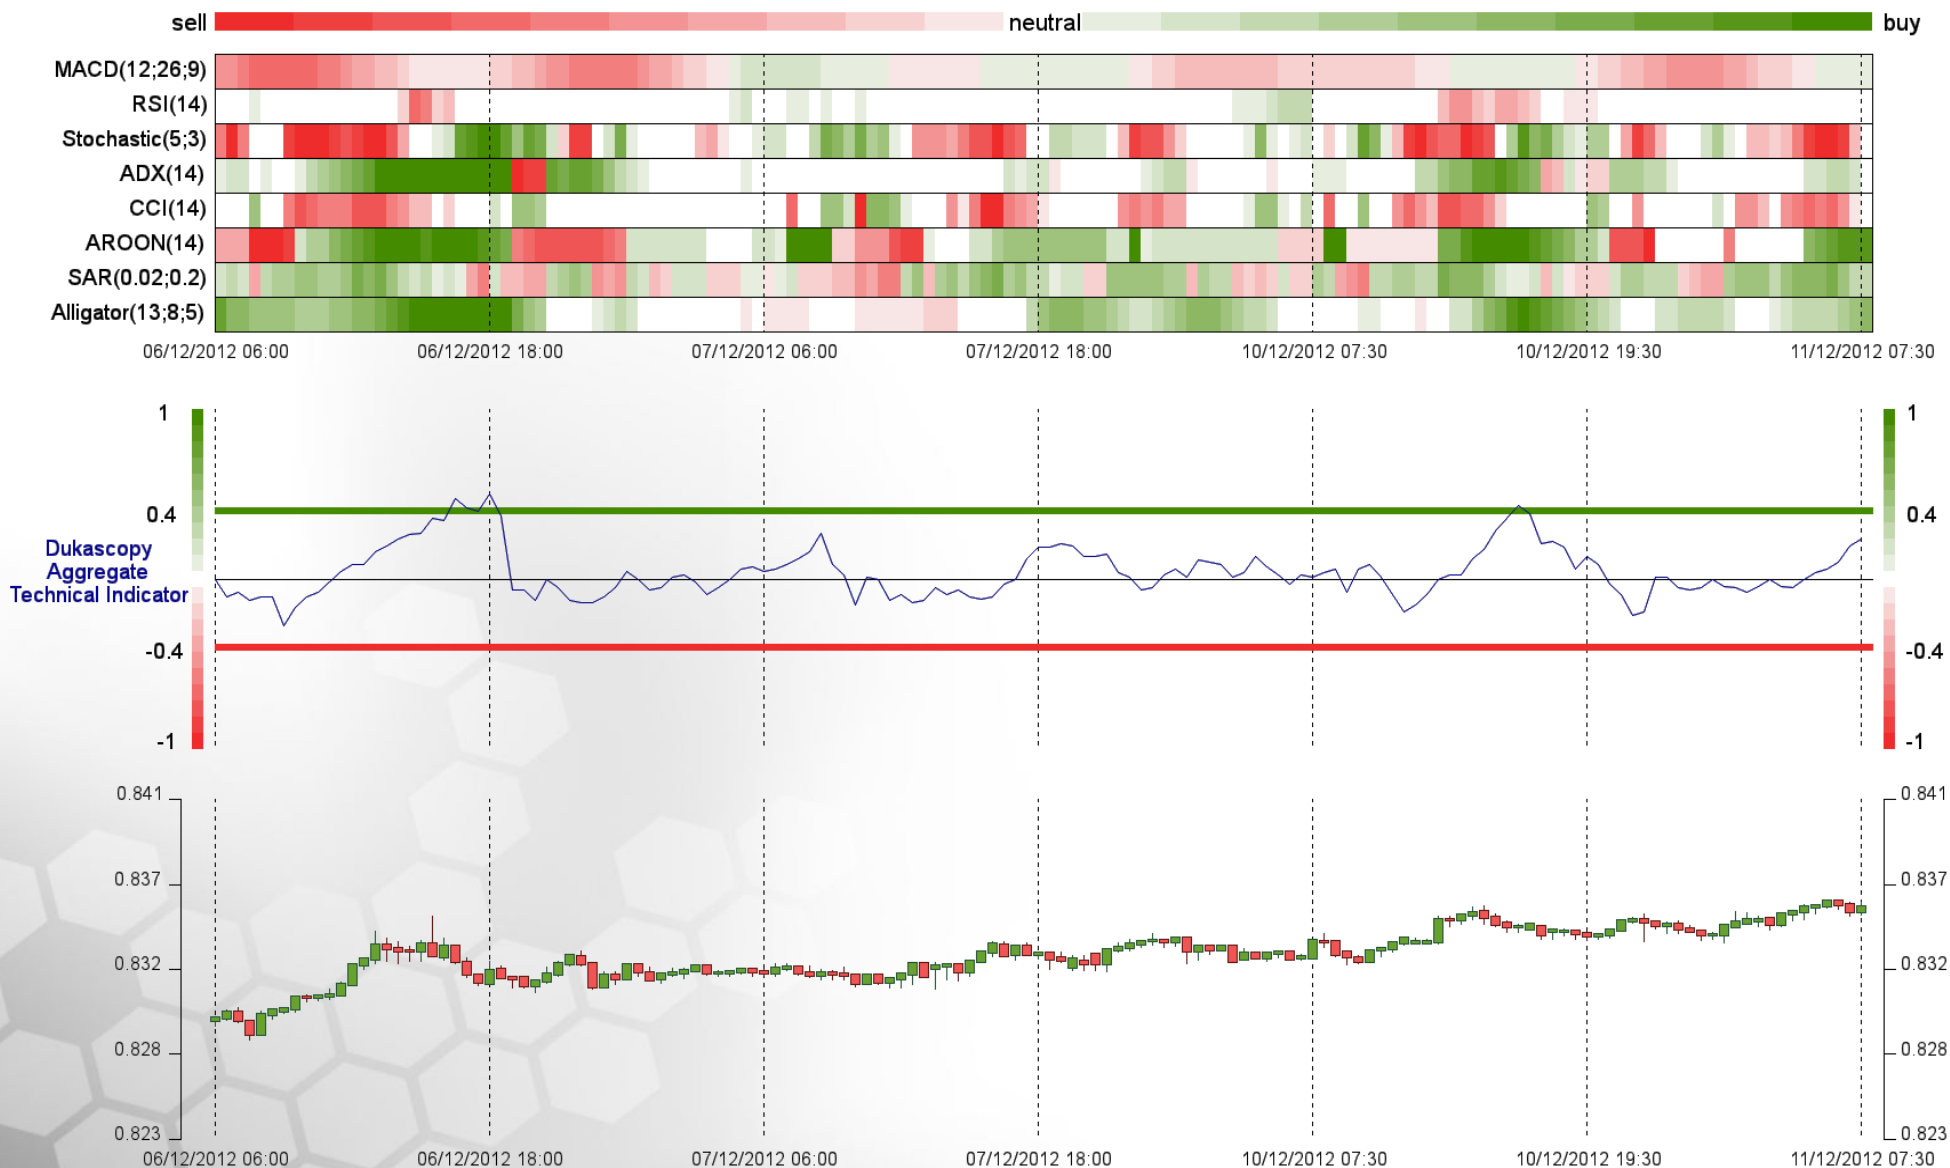 sell neutral buy
MACD(12;26;9)
RSI(14)
Stochastic(5;3)
ADX(14)
CCI(14)
AROON(14)
SAR(0.02;0.2)
Alligator(13;8;5)
06/12/2012 06:00 06/12/2012 18:00 07/12/2012 06:00 07/12/2012 18:00 10/12/2012 07:30 10/12/2012 19:30 11/12/2012 07:30
1 1
0.4 0.4
Dukascopy
Aggregate
Technical Indicator
-0.4 -0.4
-1 -1
0.841 0.841
0.837 0.837
0.832 0.832
0.828 0.828
0.823 0.823
06/12/2012 06:00 06/12/2012 18:00 07/12/2012 06:00 07/12/2012 18:00 10/12/2012 07:30 10/12/2012 19:30 11/12/2012 07:30